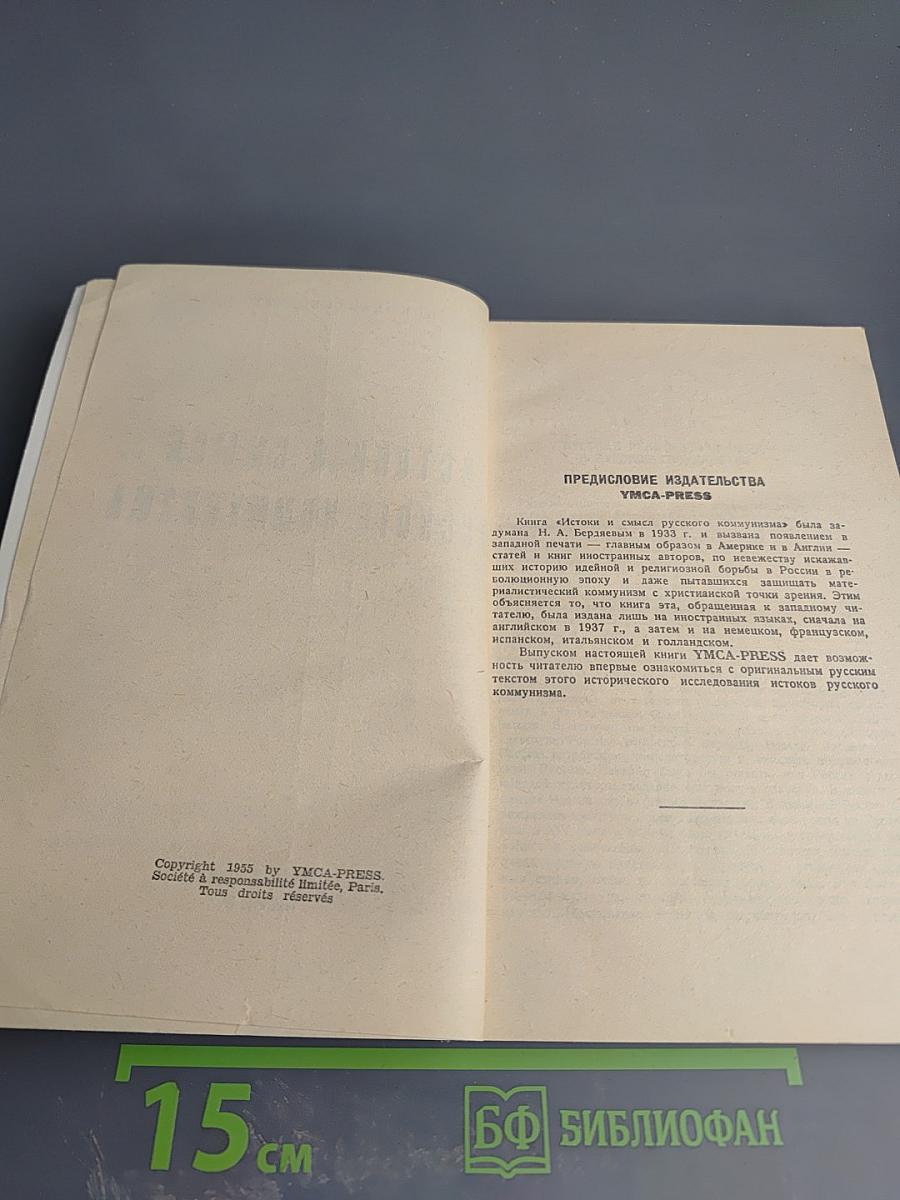 Copyright 1955 by YMCA-PRESS.
Société à responsabilité limitée, Paris.
Tous droits réservés
ПРЕДИСЛОВИЕ ИЗДАТЕЛЬСТВА
YMCA-PRESS
Книга «Истоки и смысл русского коммунизма» была за-
думана Н. А. Бердяевым в 1933 г. и вызвана появлением в
западной печати — главным образом в Америке и в Англии —
статей и книг иностранных авторов, по невежеству искажав-
ших историю идейной и религиозной борьбы в России в ре-
волюционную эпоху и даже пытавшихся защищать мате-
риалистический коммунизм с христианской точки зрения. Этим
объясняется то, что книга эта, обращенная к западному чи-
тателю, была издана лишь на иностранных языках, сначала на
английском в 1937 г., а затем и на немецком, французском,
испанском, итальянском и голландском.
Выпуском настоящей книги YMCA-PRESS дает возмож-
ность читателю впервые ознакомиться с оригинальным русским
текстом этого исторического исследования истоков русского
коммунизма.
15 см
БФ БИБЛИОФАН